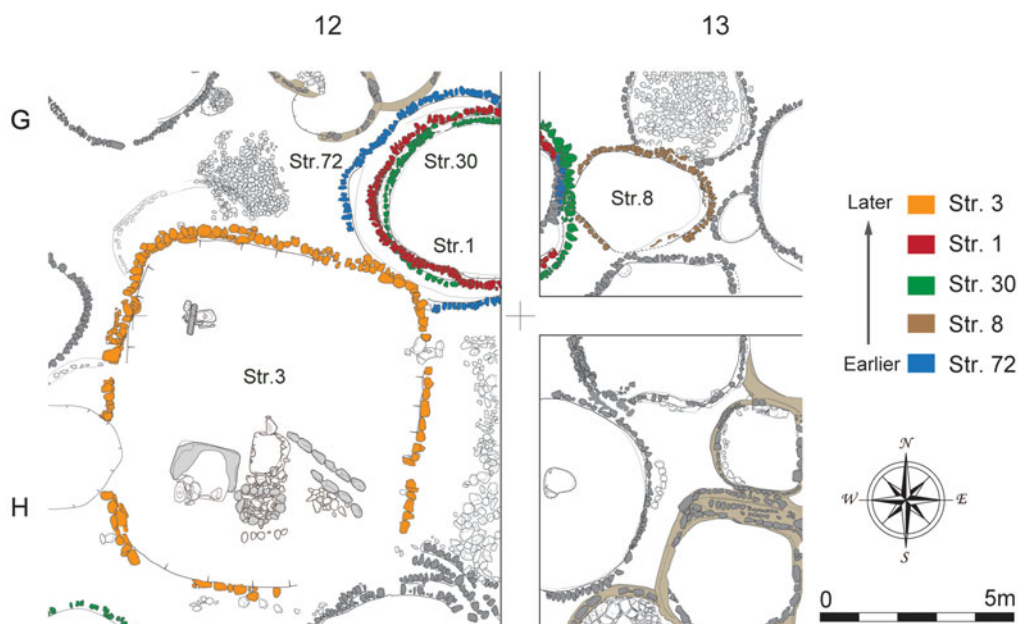 12
13
G
H
Str.72
Str.30
Str.1
Str.8
Str.3
Later
Earlier
Str. 3
Str. 1
Str. 30
Str. 8
Str. 72
N
W
E
S
0
5m